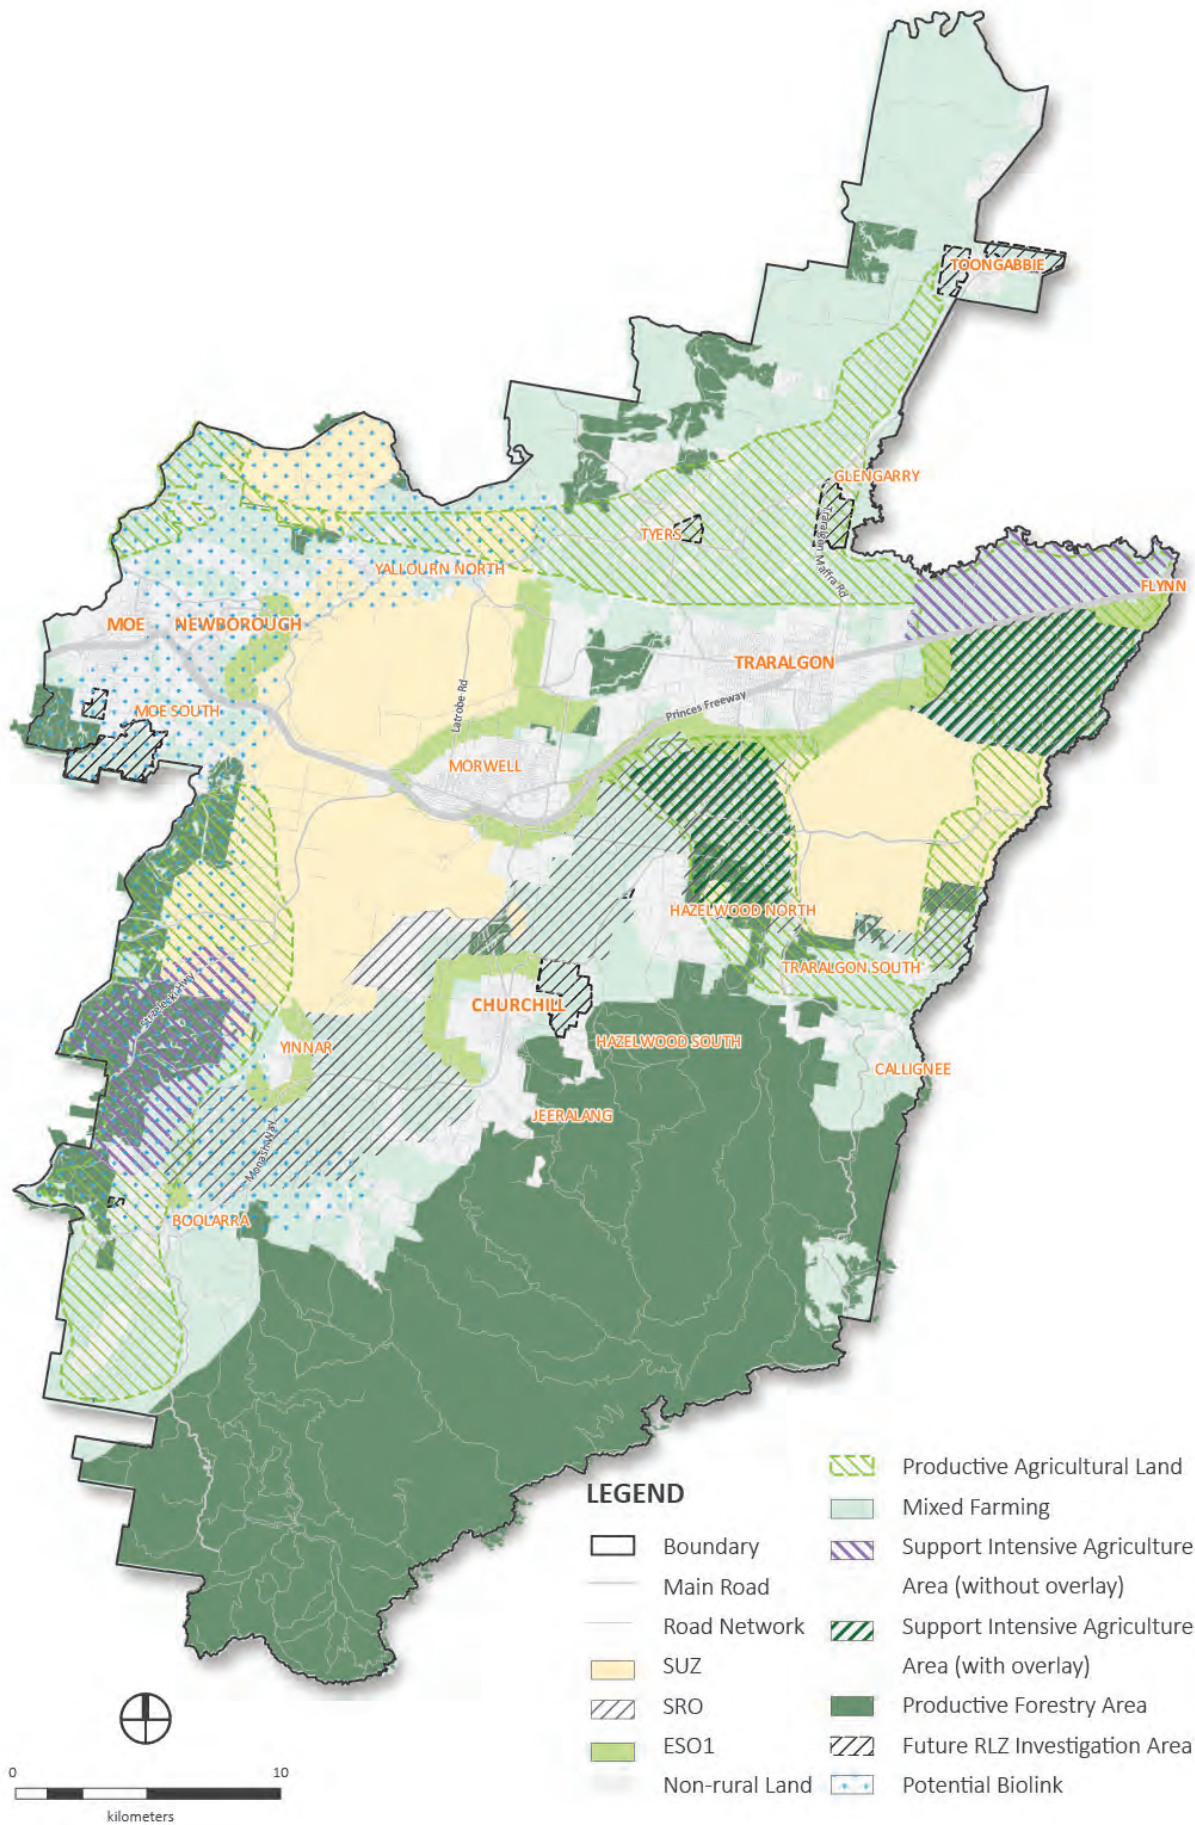 TOONGABBIE
GLENGARRY
TYERS
Traralgon Maffra Rd
YALLOURN NORTH
FLYNN
MOE
NEWBOROUGH
TRARALGON
Latrobe Rd
Princes Freeway
MOE SOUTH
MORWELL
HAZELWOOD NORTH
TRARALGON SOUTH
Strzelecki Hwy
CHURCHILL
YINNAR
HAZELWOOD SOUTH
CALLIGNEE
JEERALANG
Monash Way
BOOLARRA
LEGEND
Boundary
Main Road
Road Network
SUZ
SRO
ESO1
Non-rural Land
Productive Agricultural Land
Mixed Farming
Support Intensive Agriculture
Area (without overlay)
Support Intensive Agriculture
Area (with overlay)
Productive Forestry Area
Future RLZ Investigation Area
Potential Biolink
0 10
kilometers